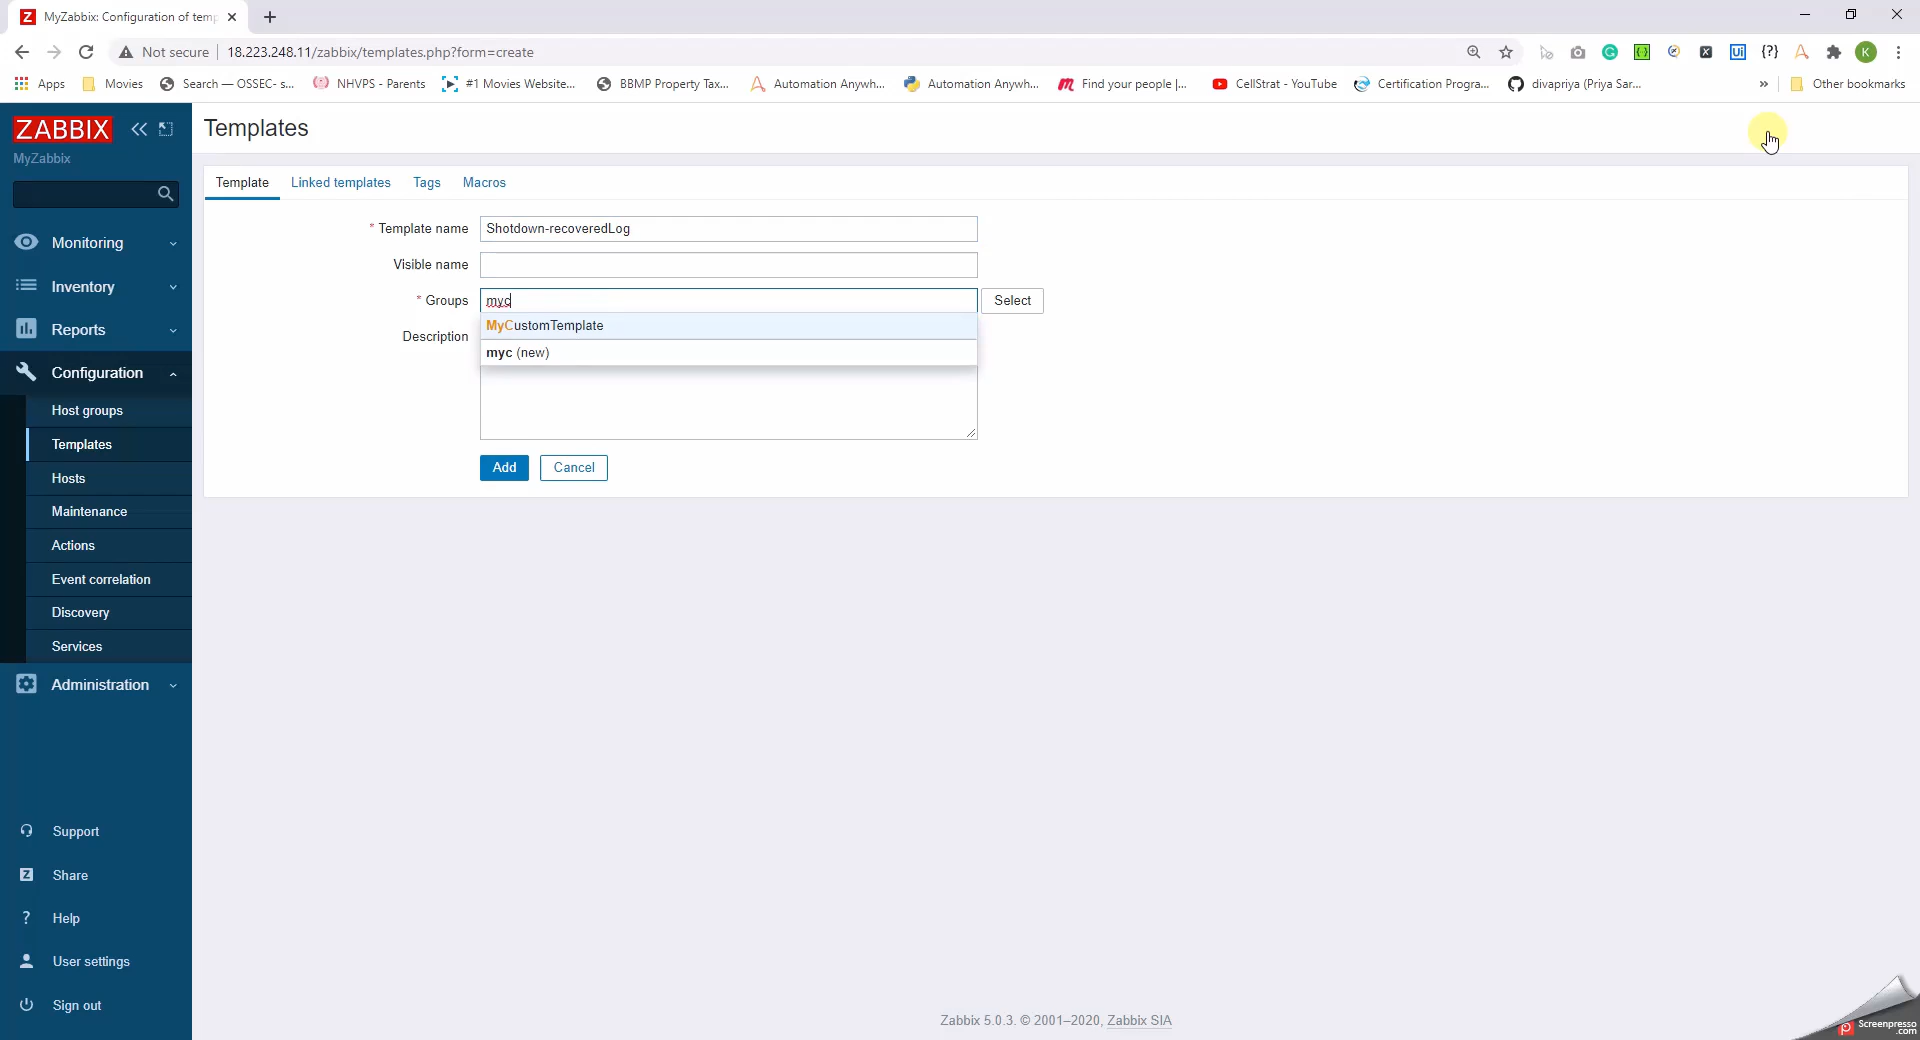 MyZabbix: Configuration of temp
Not secure
18.223.248.11/zabbix/templates.php?form=create
Apps
Movies
Search — OSSEC- s...
NHVPS - Parents
#1 Movies Website...
BBMP Property Tax...
Automation Anywh...
Automation Anywh...
Find your people |...
CellStrat - YouTube
Certification Progra...
divapriya (Priya Sar...
»
Other bookmarks
ZABBIX
MyZabbix
Monitoring
Inventory
Reports
Configuration
Host groups
Templates
Hosts
Maintenance
Actions
Event correlation
Discovery
Services
Administration
Support
Share
Help
User settings
Sign out
Templates
Template
Linked templates
Tags
Macros
* Template name
Shotdown-recoveredLog
Visible name
* Groups
myc
Select
MyCustomTemplate
myc (new)
Description
Add
Cancel
Zabbix 5.0.3. © 2001–2020, Zabbix SIA
Screenpresso
.com